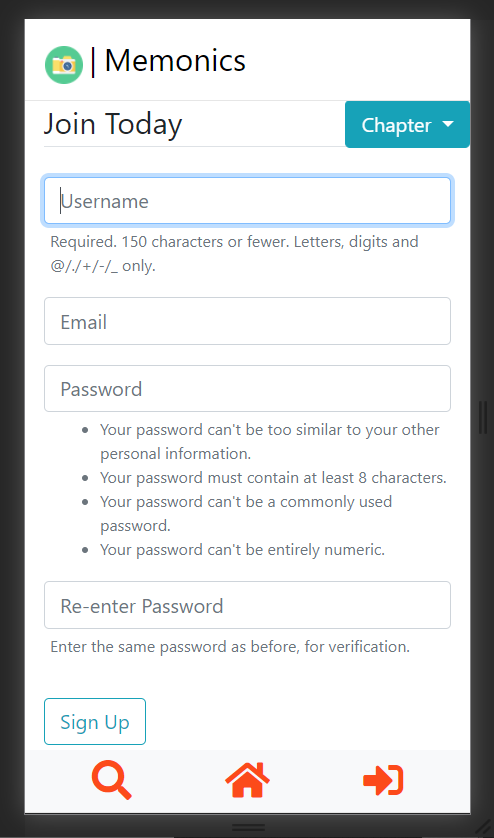 | Memonics
Join Today
Chapter
Username
Required. 150 characters or fewer. Letters, digits and
@/./+/-/_ only.
Email
Password
• Your password can't be too similar to your other
personal information.
• Your password must contain at least 8 characters.
• Your password can't be a commonly used
password.
• Your password can't be entirely numeric.
Re-enter Password
Enter the same password as before, for verification.
Sign Up